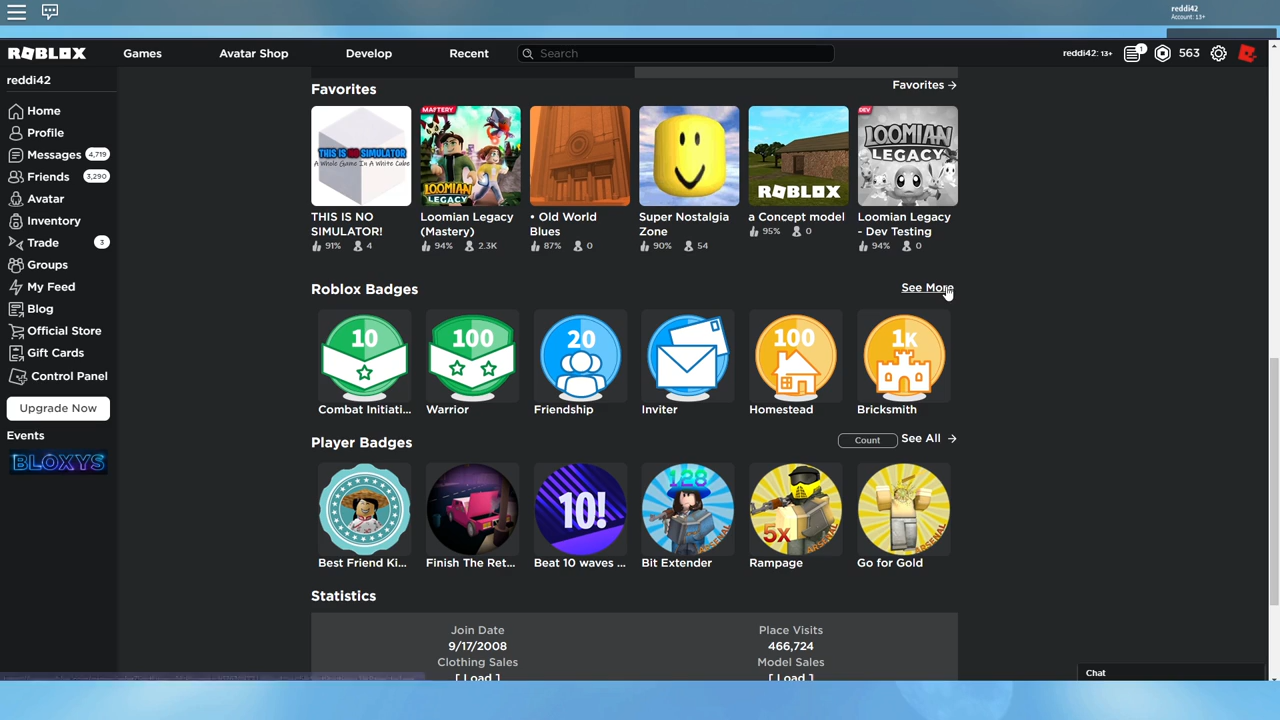 reddi42
Account: 13+
ROBLOX Games Avatar Shop Develop Recent Search reddi42: 13+ 1 563
reddi42
Home
Profile
Messages 4,719
Friends 3,290
Avatar
Inventory
Trade 3
Groups
My Feed
Blog
Official Store
Gift Cards
Control Panel
Upgrade Now
Events
BLOXYS
Favorites Favorites →
THIS IS NO SIMULATOR
A Whole Game In A White Cube
MASTERY
LOOMIAN
LEGACY
ROBLOX
DEV
LOOMIAN
LEGACY
THIS IS NO
SIMULATOR!
91% 4
Loomian Legacy
(Mastery)
94% 2.3K
• Old World
Blues
87% 0
Super Nostalgia
Zone
90% 54
a Concept model
95% 0
Loomian Legacy
- Dev Testing
94% 0
Roblox Badges See More
10 100 20 100 1K
Combat Initiati... Warrior Friendship Inviter Homestead Bricksmith
Player Badges Count See All →
10! 128 ARSENAL 5x ARSENAL ARSENAL
Best Friend Ki... Finish The Ret... Beat 10 waves ... Bit Extender Rampage Go for Gold
Statistics
Join Date Place Visits
9/17/2008 466,724
Clothing Sales Model Sales
[ Load ] [ Load ]
Chat